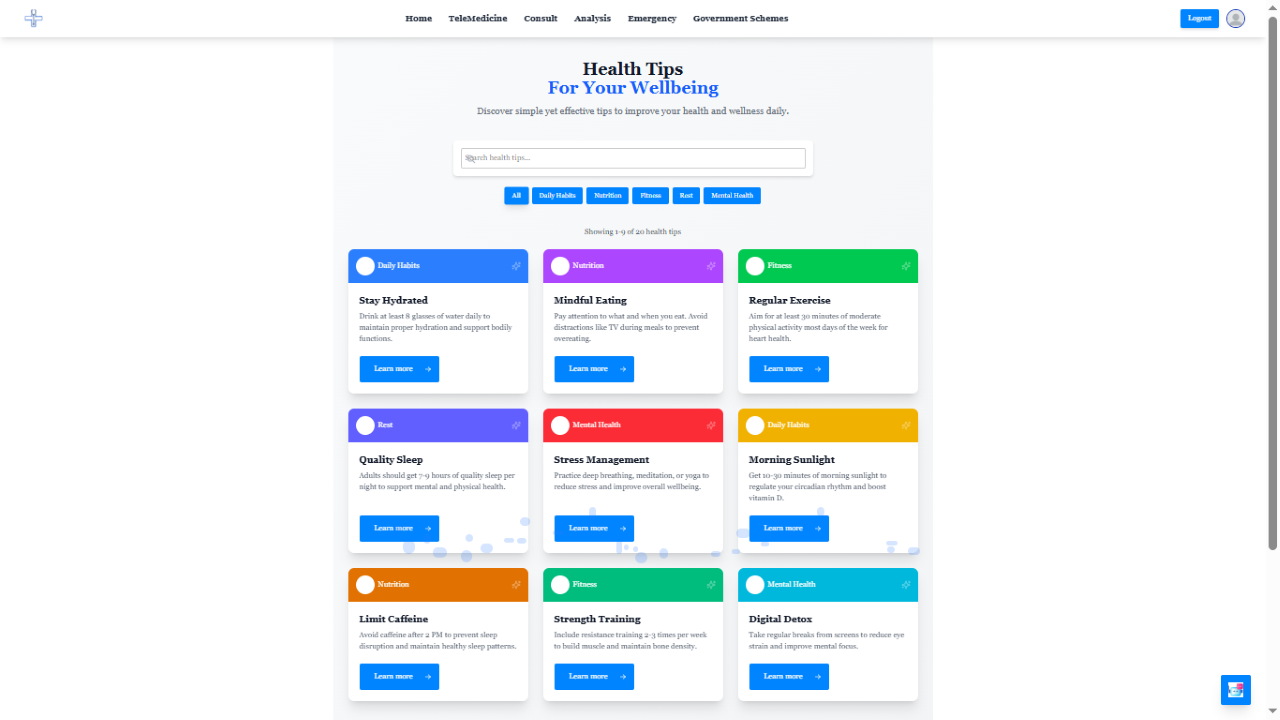 Home TeleMedicine Consult Analysis Emergency Government Schemes Logout
Health Tips
For Your Wellbeing
Discover simple yet effective tips to improve your health and wellness daily.
Search health tips...
All Daily Habits Nutrition Fitness Rest Mental Health
Showing 1-9 of 20 health tips
Daily Habits
Stay Hydrated
Drink at least 8 glasses of water daily to
maintain proper hydration and support bodily
functions.
Learn more →
Nutrition
Mindful Eating
Pay attention to what and when you eat. Avoid
distractions like TV during meals to prevent
overeating.
Learn more →
Fitness
Regular Exercise
Aim for at least 30 minutes of moderate
physical activity most days of the week for
heart health.
Learn more →
Rest
Quality Sleep
Adults should get 7-9 hours of quality sleep per
night to support mental and physical health.
Learn more →
Mental Health
Stress Management
Practice deep breathing, meditation, or yoga to
reduce stress and improve overall wellbeing.
Learn more →
Daily Habits
Morning Sunlight
Get 10-30 minutes of morning sunlight to
regulate your circadian rhythm and boost
vitamin D.
Learn more →
Nutrition
Limit Caffeine
Avoid caffeine after 2 PM to prevent sleep
disruption and maintain healthy sleep patterns.
Learn more →
Fitness
Strength Training
Include resistance training 2-3 times per week
to build muscle and maintain bone density.
Learn more →
Mental Health
Digital Detox
Take regular breaks from screens to reduce eye
strain and improve mental focus.
Learn more →